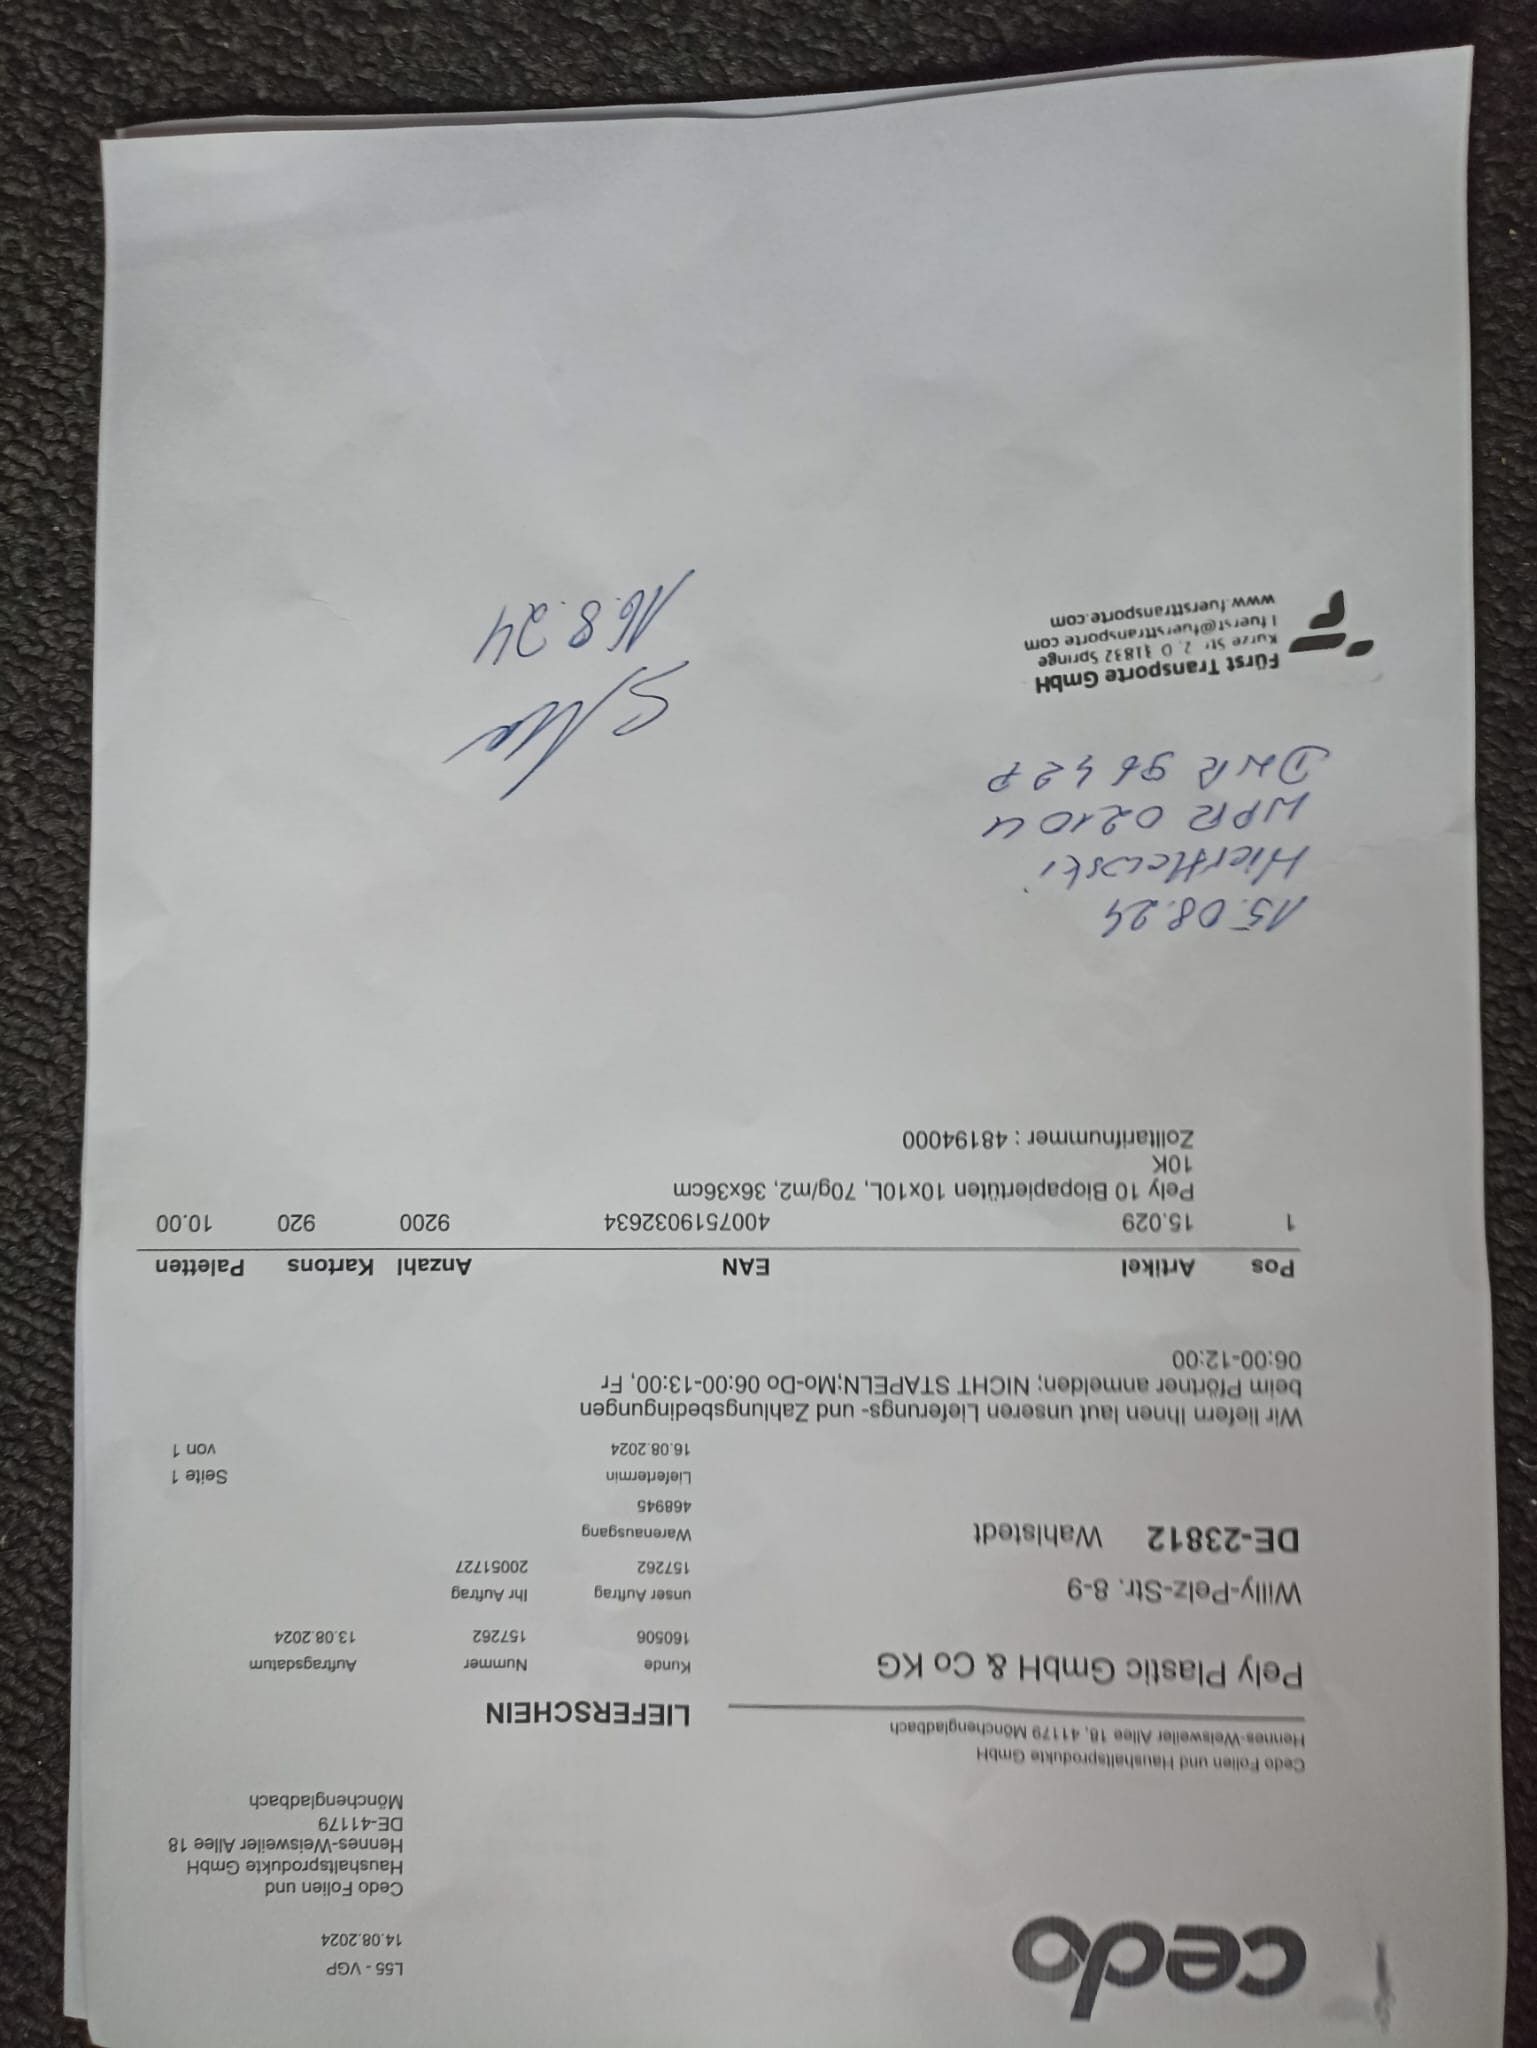 cedo
L55 - VGP
14.08.2024
Cedo Folien und
Haushaltsprodukte GmbH
Hennes-Weisweiler Allee 18
DE-41179
Mönchengladbach
Cedo Folien und Haushaltsprodukte GmbH
Hennes-Weisweiler Allee 18, 41179 Mönchengladbach
LIEFERSCHEIN
Pely Plastic GmbH & Co KG
Willy-Pelz-Str. 8-9
DE-23812 Wahlstedt
Kunde Nummer Auftragsdatum
160506 157262 13.08.2024
unser Auftrag Ihr Auftrag
157262 20051727
Warenausgang
468945
Liefertermin Seite 1
16.08.2024 von 1
Wir liefern Ihnen laut unseren Lieferungs- und Zahlungsbedingungen
beim Pförtner anmelden; NICHT STAPELN;Mo-Do 06:00-13:00, Fr
06:00-12:00
Pos Artikel EAN Anzahl Kartons Paletten
1 15.029 4007519032634 9200 920 10.00
Pely 10 Biopapiertüten 10x10L, 70g/m2, 36x36cm
10K
Zolltarifnummer : 48194000
15.08.24
WPR 0210U
DWR 96427
Fürst Transporte GmbH
Kurze Str. 2, D 31832 Springe
fuerst@fuersttransporte.com
www.fuersttransporte.com
16.8.24